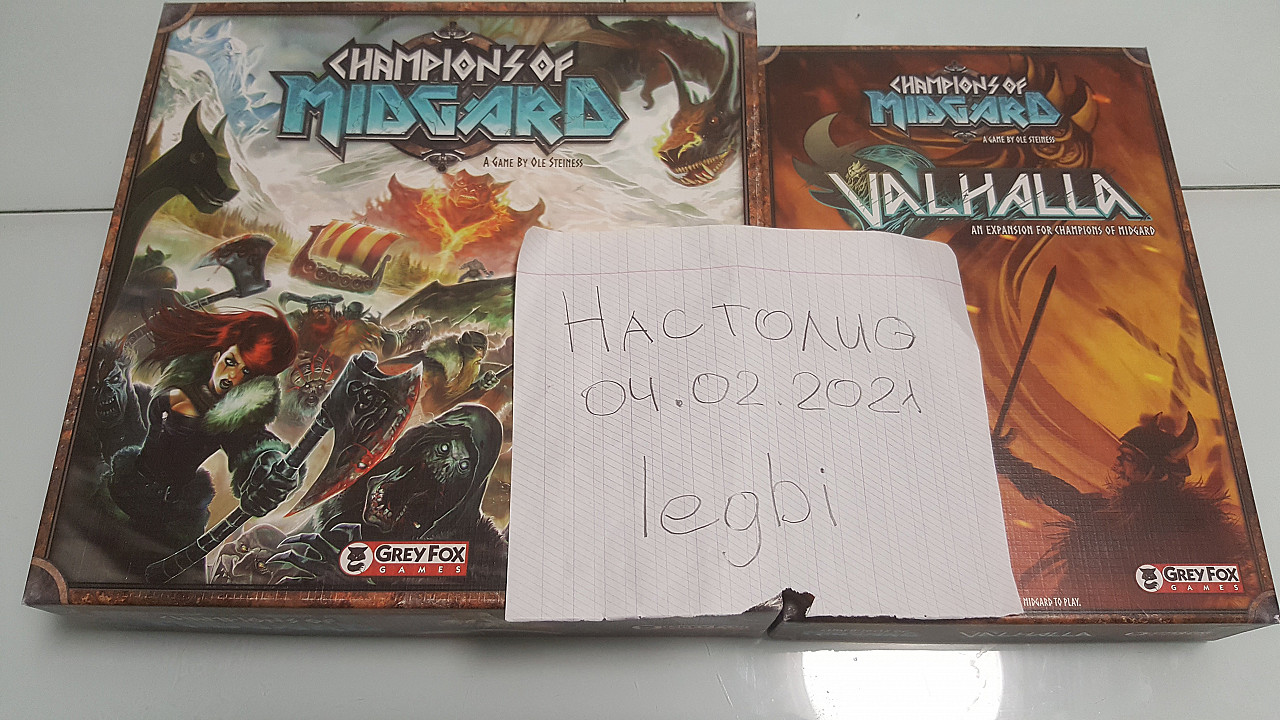 CHAMPIONS OF
MIDGARD
A GAME BY OLE STEINESS
GREY FOX
GAMES
CHAMPIONS OF
MIDGARD
A GAME BY OLE STEINESS
VALHALLA
AN EXPANSION FOR CHAMPIONS OF MIDGARD
GREY FOX
GAMES
MIDGARD TO PLAY.
Настолио
04.02.2021
legbi
VALHALLA